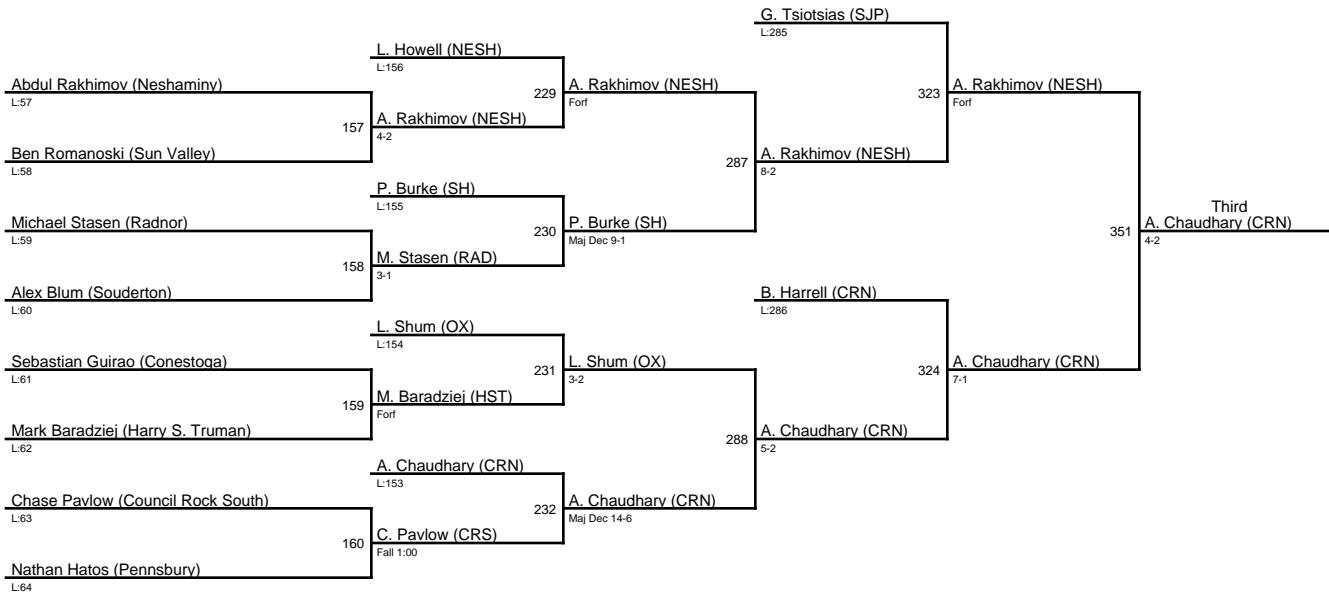 G. Tsiotsias (SJP)
L:285
L. Howell (NESH)
L:156
Abdul Rakhimov (Neshaminy)
L:57
229
A. Rakhimov (NESH)
Forf
323
A. Rakhimov (NESH)
Forf
157
A. Rakhimov (NESH)
4-2
Ben Romanoski (Sun Valley)
L:58
287
A. Rakhimov (NESH)
8-2
P. Burke (SH)
L:155
Michael Stasen (Radnor)
L:59
230
P. Burke (SH)
Maj Dec 9-1
Third
351
A. Chaudhary (CRN)
4-2
158
M. Stasen (RAD)
3-1
Alex Blum (Souderton)
L:60
B. Harrell (CRN)
L:286
L. Shum (OX)
L:154
Sebastian Guirao (Conestoga)
L:61
231
L. Shum (OX)
3-2
324
A. Chaudhary (CRN)
7-1
159
M. Baradziej (HST)
Forf
Mark Baradziej (Harry S. Truman)
L:62
288
A. Chaudhary (CRN)
5-2
A. Chaudhary (CRN)
L:153
Chase Pavlow (Council Rock South)
L:63
232
A. Chaudhary (CRN)
Maj Dec 14-6
160
C. Pavlow (CRS)
Fall 1:00
Nathan Hatos (Pennsbury)
L:64